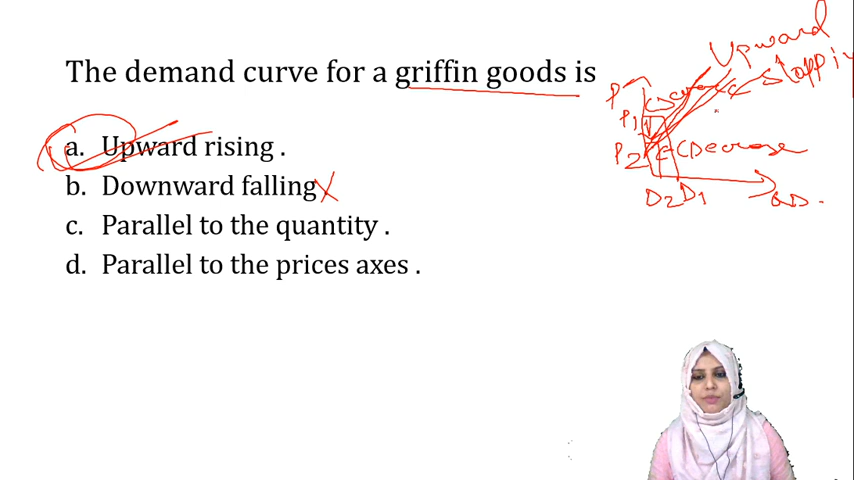 The demand curve for a griffin goods is
a. Upward rising .
b. Downward falling
c. Parallel to the quantity .
d. Parallel to the prices axes .
Upward
P
P1
P2
Decrease
D2 D1